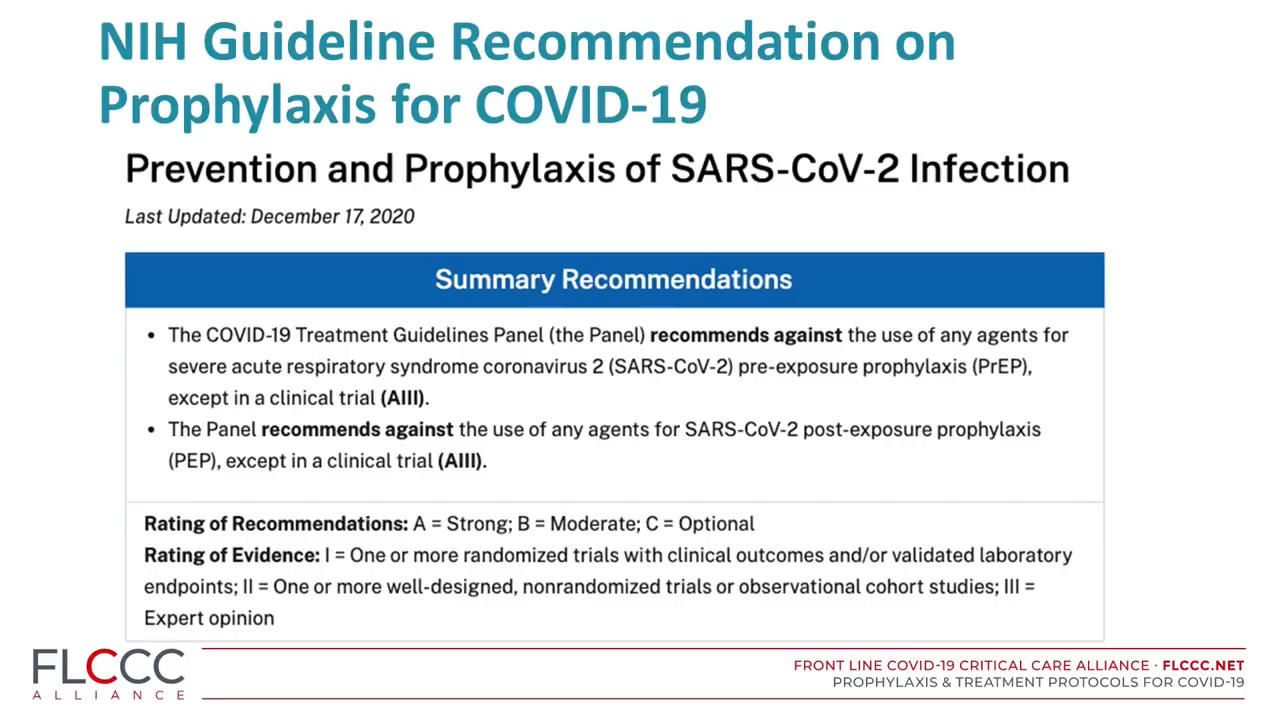 NIH Guideline Recommendation on
Prophylaxis for COVID-19
Prevention and Prophylaxis of SARS-CoV-2 Infection
Last Updated: December 17, 2020
Summary Recommendations
• The COVID-19 Treatment Guidelines Panel (the Panel) recommends against the use of any agents for
severe acute respiratory syndrome coronavirus 2 (SARS-CoV-2) pre-exposure prophylaxis (PrEP),
except in a clinical trial (AIII).
• The Panel recommends against the use of any agents for SARS-CoV-2 post-exposure prophylaxis
(PEP), except in a clinical trial (AIII).
Rating of Recommendations: A = Strong; B = Moderate; C = Optional
Rating of Evidence: I = One or more randomized trials with clinical outcomes and/or validated laboratory
endpoints; II = One or more well-designed, nonrandomized trials or observational cohort studies; III =
Expert opinion
FLCCC
ALLIANCE
FRONT LINE COVID-19 CRITICAL CARE ALLIANCE · FLCCC.NET
PROPHYLAXIS & TREATMENT PROTOCOLS FOR COVID-19